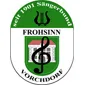 seit 1901 Sängerbund
FROHSINN
VORCHDORF